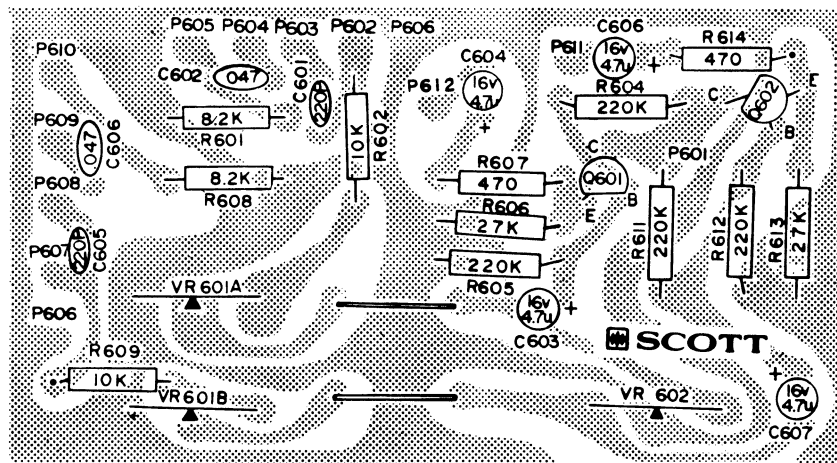 P605 P604 P603 P602 P606
C606
R614
P610
P611
16v 4.7u +
470
C602 .047
C601 220P
C604
P612
16v 4.7u
+
R604
220K
C Q602 E
B
8.2K
R601
10K
R602
P609
.047
C606
P601
R607
470
C
Q601
E B
8.2K
R608
P608
R606
27K
R611
220K
R612
220K
R613
27K
P607
220P
C605
220K
R605
VR601A
16v 4.7u +
C603
P606
SCOTT
R609
10K
VR601B
+
VR 602
+
16v 4.7u
C607